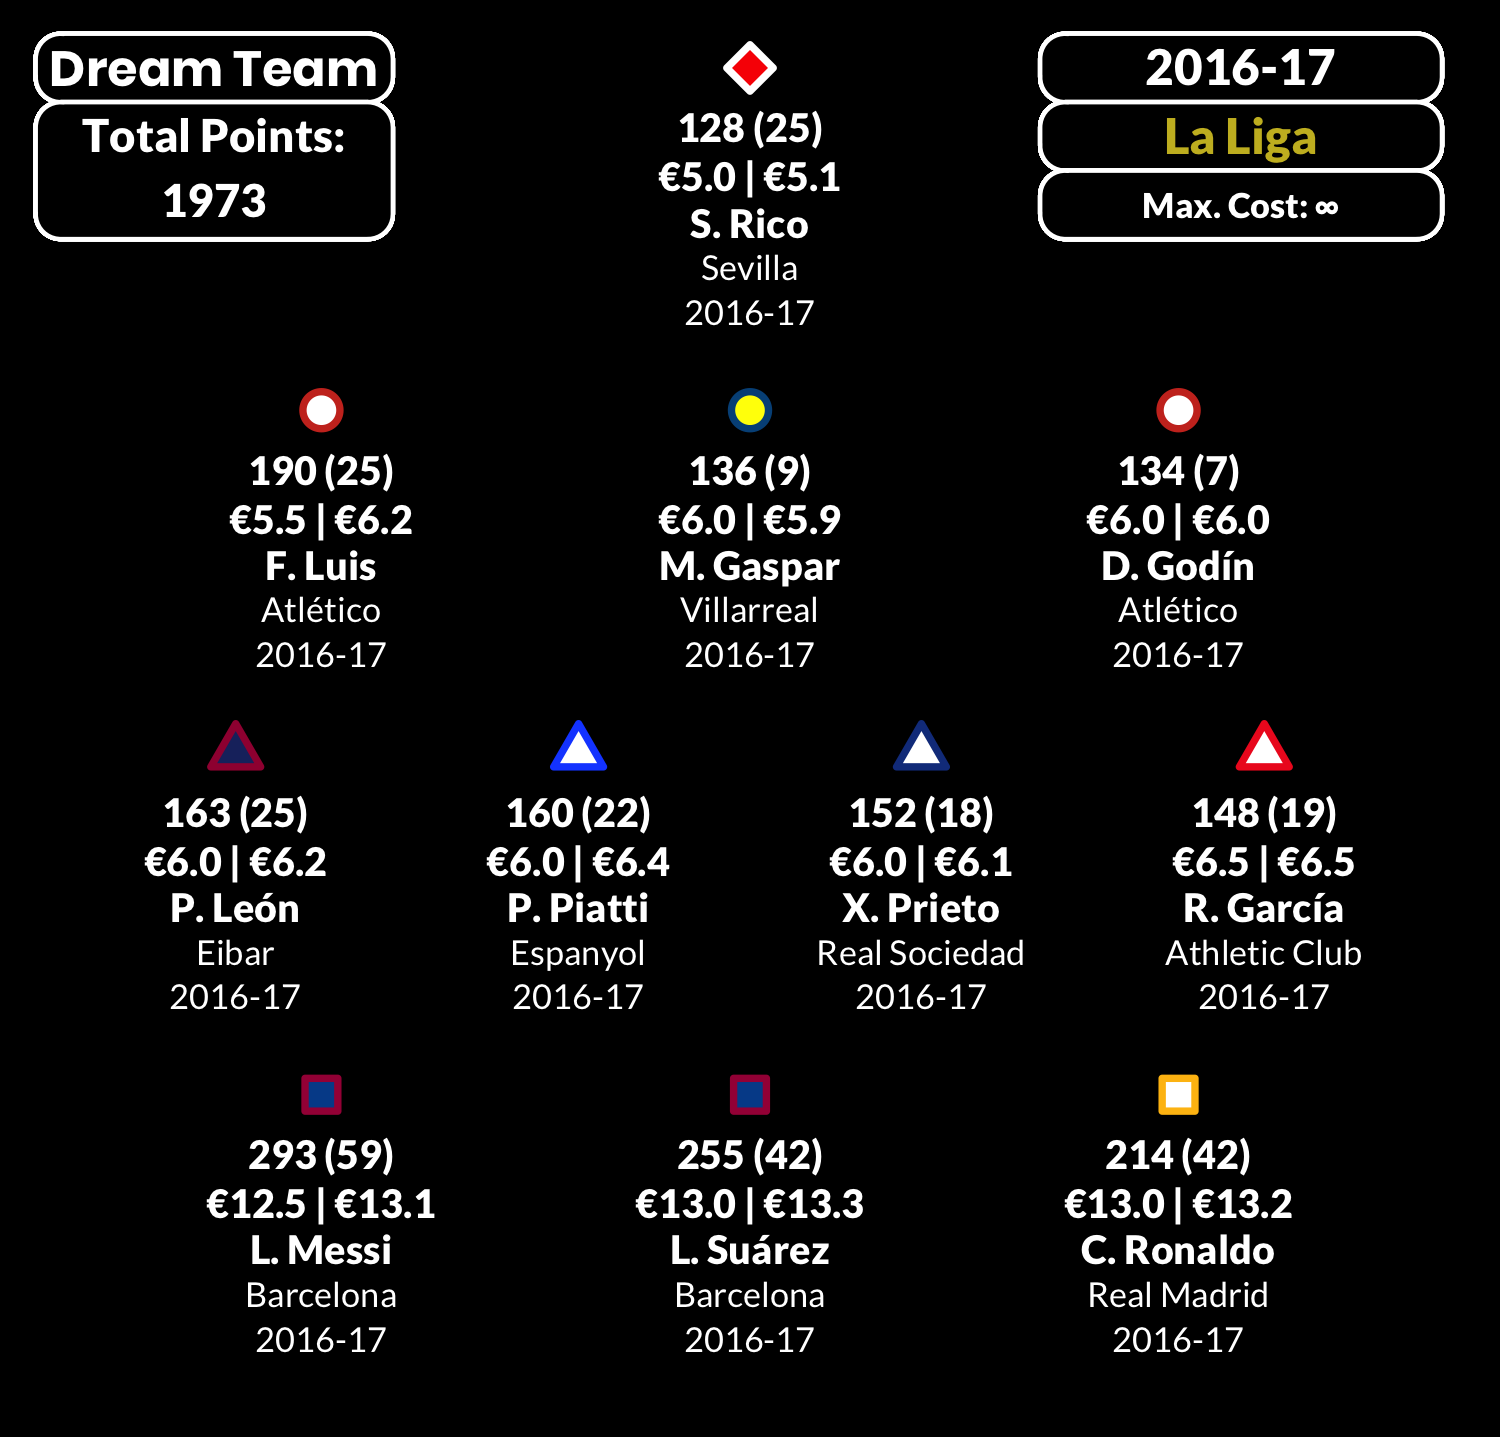 Dream Team
Total Points:
1973
2016-17
La Liga
Max. Cost: ∞
128 (25)
€5.0 | €5.1
S. Rico
Sevilla
2016-17
190 (25)
€5.5 | €6.2
F. Luis
Atlético
2016-17
136 (9)
€6.0 | €5.9
M. Gaspar
Villarreal
2016-17
134 (7)
€6.0 | €6.0
D. Godín
Atlético
2016-17
163 (25)
€6.0 | €6.2
P. León
Eibar
2016-17
160 (22)
€6.0 | €6.4
P. Piatti
Espanyol
2016-17
152 (18)
€6.0 | €6.1
X. Prieto
Real Sociedad
2016-17
148 (19)
€6.5 | €6.5
R. García
Athletic Club
2016-17
293 (59)
€12.5 | €13.1
L. Messi
Barcelona
2016-17
255 (42)
€13.0 | €13.3
L. Suárez
Barcelona
2016-17
214 (42)
€13.0 | €13.2
C. Ronaldo
Real Madrid
2016-17